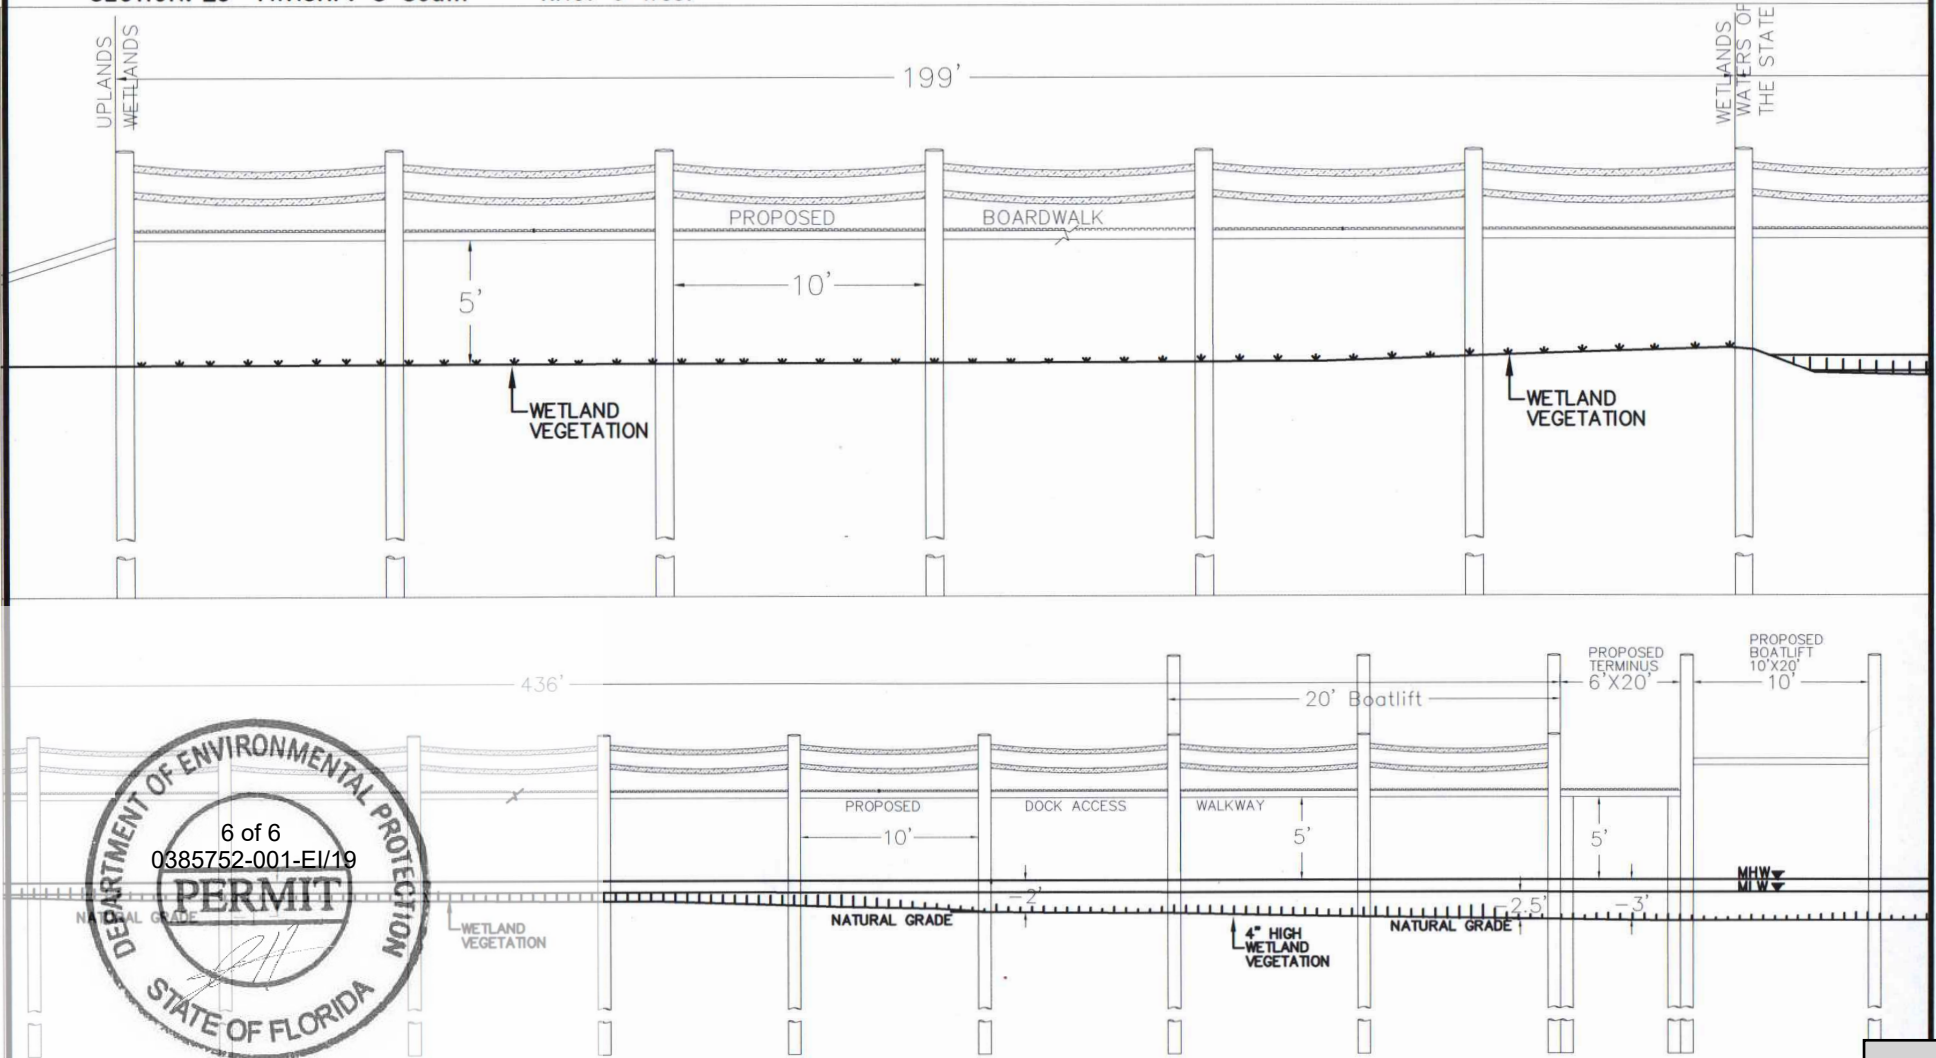 UPLANDS
WETLANDS
WETLANDS
WATERS OF
THE STATE
199'
PROPOSED BOARDWALK
5'
10'
WETLAND
VEGETATION
WETLAND
VEGETATION
436'
20' Boatlift
PROPOSED
TERMINUS
6'X20'
PROPOSED
BOATLIFT
10'X20'
10'
PROPOSED DOCK ACCESS WALKWAY
10'
5'
5'
MHW
MLW
-2'
-2.5'
-3'
NATURAL GRADE
WETLAND
VEGETATION
NATURAL GRADE
4" HIGH
WETLAND
VEGETATION
NATURAL GRADE
DEPARTMENT OF ENVIRONMENTAL PROTECTION
6 of 6
0385752-001-EI/19
PERMIT
STATE OF FLORIDA